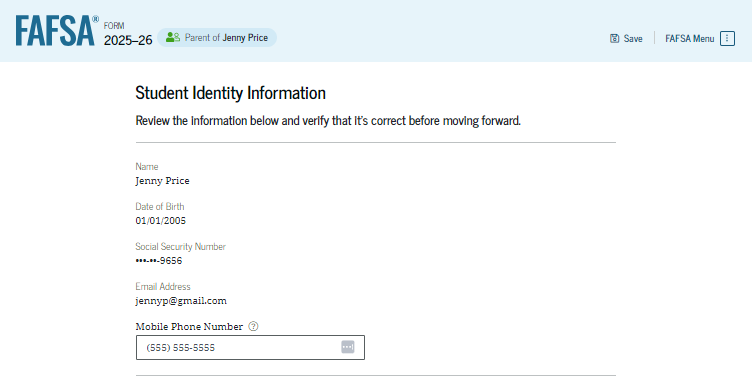 FAFSA® FORM
2025–26
Parent of Jenny Price
Save
FAFSA Menu
Student Identity Information
Review the information below and verify that it's correct before moving forward.
Name
Jenny Price
Date of Birth
01/01/2005
Social Security Number
•••-••-9656
Email Address
jennyp@gmail.com
Mobile Phone Number ?
(555) 555-5555